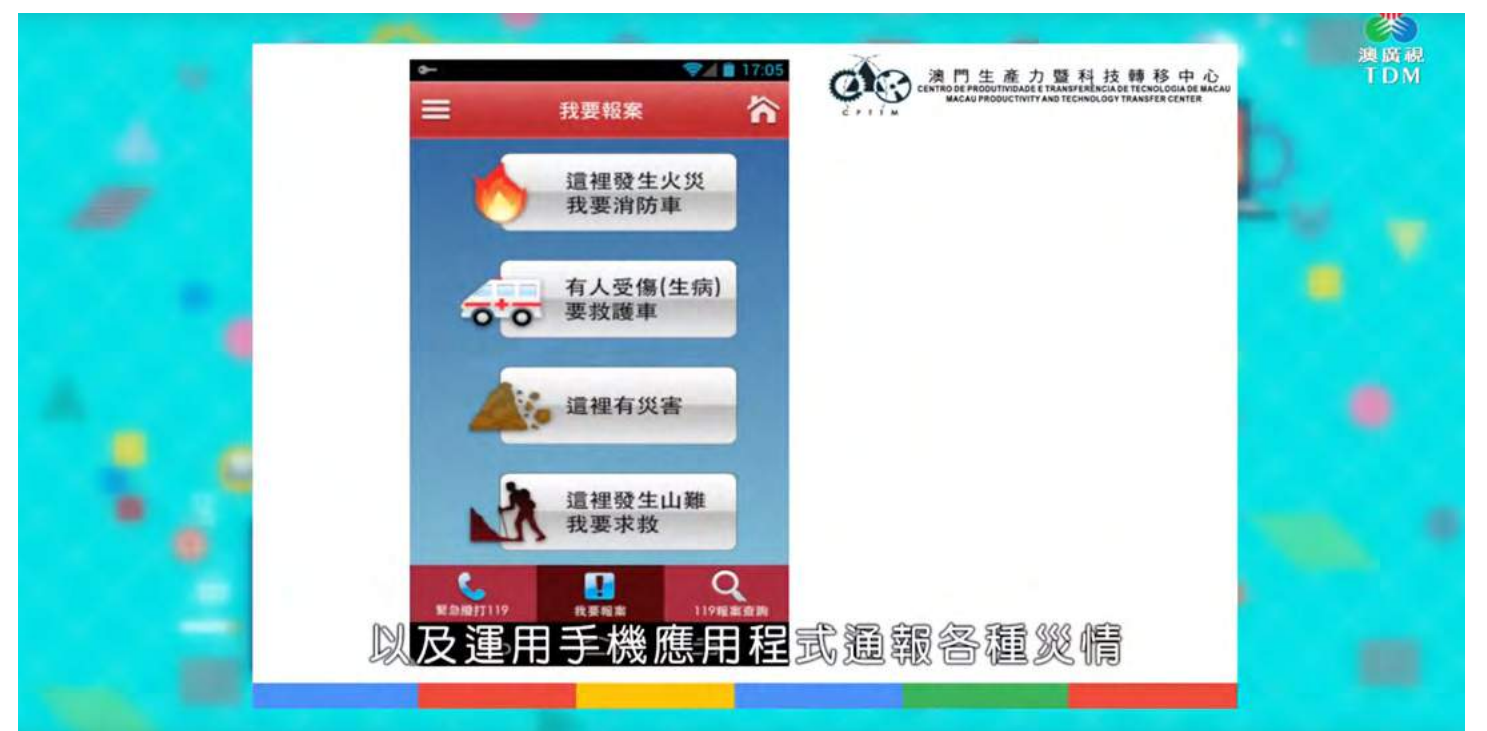 澳廣視
TDM
17:05
我要報案
澳門生產力暨科技轉移中心
CENTRO DE PRODUTIVIDADE E TRANSFERÊNCIA DE TECNOLOGIA DE MACAU
MACAU PRODUCTIVITY AND TECHNOLOGY TRANSFER CENTER
CPTTM
這裡發生火災
我要消防車
有人受傷(生病)
要救護車
這裡有災害
這裡發生山難
我要求救
緊急撥打119
我要報案
119報案查詢
以及運用手機應用程式通報各種災情